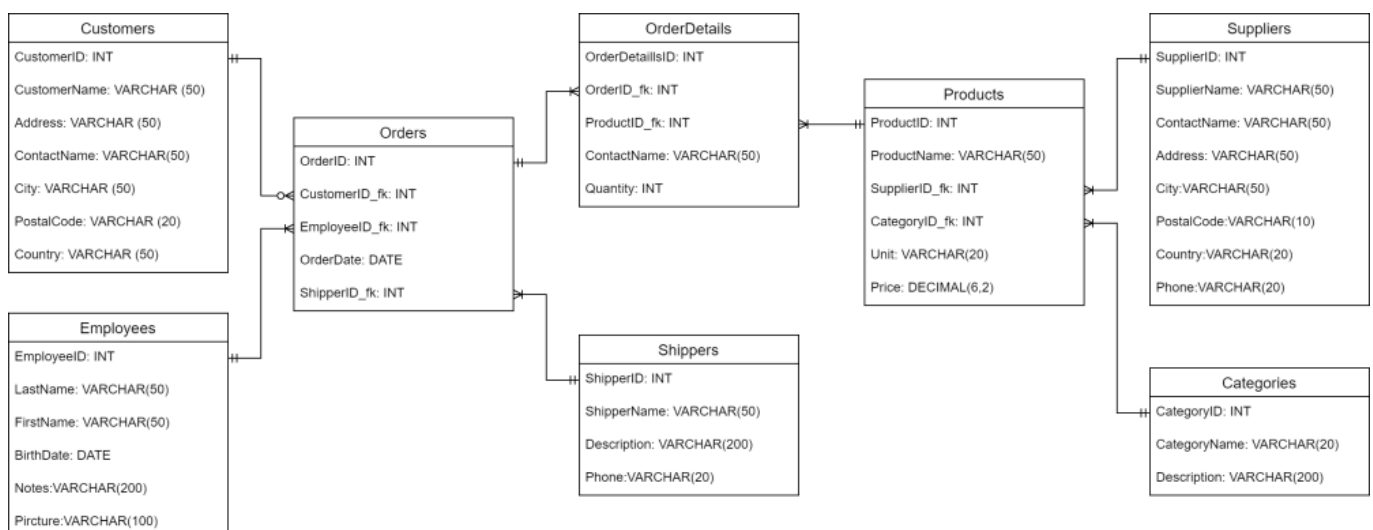 Customers
CustomerID: INT
CustomerName: VARCHAR (50)
Address: VARCHAR (50)
ContactName: VARCHAR(50)
City: VARCHAR (50)
PostalCode: VARCHAR (20)
Country: VARCHAR (50)
Employees
EmployeeID: INT
LastName: VARCHAR(50)
FirstName: VARCHAR(50)
BirthDate: DATE
Notes:VARCHAR(200)
Pircture:VARCHAR(100)
Orders
OrderID: INT
CustomerID_fk: INT
EmployeeID_fk: INT
OrderDate: DATE
ShipperID_fk: INT
OrderDetails
OrderDetaillsID: INT
OrderID_fk: INT
ProductID_fk: INT
ContactName: VARCHAR(50)
Quantity: INT
Shippers
ShipperID: INT
ShipperName: VARCHAR(50)
Description: VARCHAR(200)
Phone:VARCHAR(20)
Products
ProductID: INT
ProductName: VARCHAR(50)
SupplierID_fk: INT
CategoryID_fk: INT
Unit: VARCHAR(20)
Price: DECIMAL(6,2)
Suppliers
SupplierID: INT
SupplierName: VARCHAR(50)
ContactName: VARCHAR(50)
Address: VARCHAR(50)
City:VARCHAR(50)
PostalCode:VARCHAR(10)
Country:VARCHAR(20)
Phone:VARCHAR(20)
Categories
CategoryID: INT
CategoryName: VARCHAR(20)
Description: VARCHAR(200)